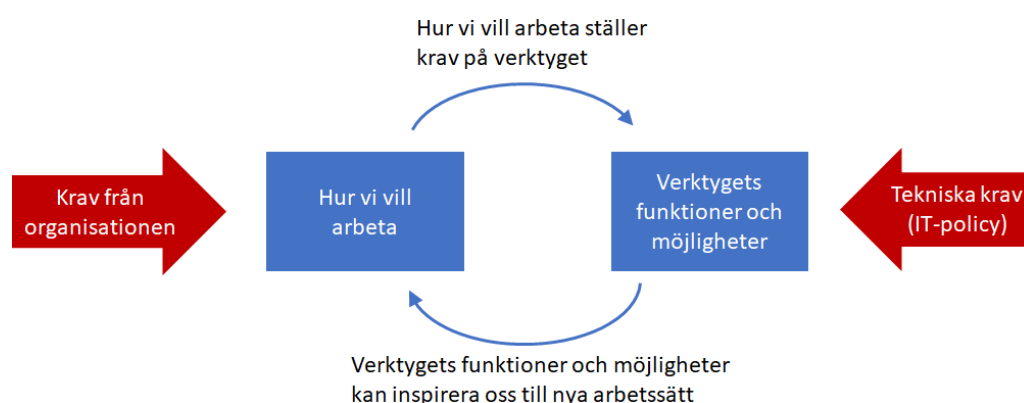 Hur vi vill arbeta ställer
krav på verktyget
Krav från
organisationen
Hur vi vill
arbeta
Verktygets
funktioner och
möjligheter
Tekniska krav
(IT-policy)
Verktygets funktioner och möjligheter
kan inspirera oss till nya arbetssätt